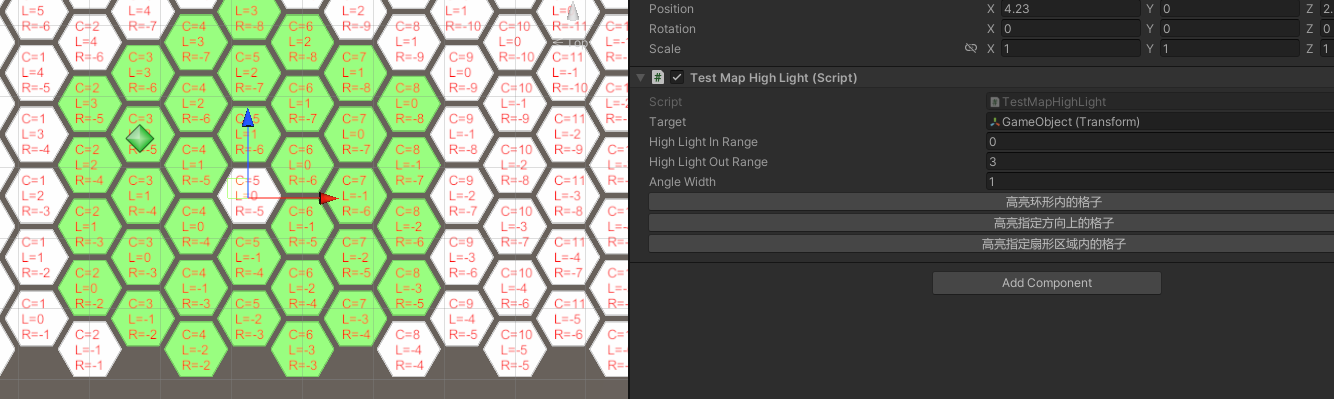 L=5
R=-6
C=1
L=4
R=-5
C=1
L=3
R=-4
C=1
L=2
R=-3
C=1
L=1
R=-2
C=1
L=0
R=-1
C=2
L=4
R=-6
C=2
L=3
R=-5
C=2
L=2
R=-4
C=2
L=1
R=-3
C=2
L=0
R=-2
C=2
L=-1
R=-1
L=4
R=-7
C=3
L=3
R=-6
C=3
R=-5
C=3
L=1
R=-4
C=3
L=0
R=-3
C=3
L=-1
R=-2
C=4
L=3
R=-7
C=4
L=2
R=-6
C=4
L=1
R=-5
C=4
L=0
R=-4
C=4
L=-1
R=-3
C=4
L=-2
R=-2
L=3
R=-8
C=5
L=2
R=-7
C=5
L=1
R=-6
C=5
L=0
R=-5
C=5
L=-1
R=-4
C=5
L=-2
R=-3
C=6
L=2
R=-8
C=6
L=1
R=-7
C=6
L=0
R=-6
C=6
L=-1
R=-5
C=6
L=-2
R=-4
C=6
L=-3
R=-3
L=2
R=-9
C=7
L=1
R=-8
C=7
L=0
R=-7
C=7
L=-1
R=-6
C=7
L=-2
R=-5
C=7
L=-3
R=-4
C=8
L=1
R=-9
C=8
L=0
R=-8
C=8
L=-1
R=-7
C=8
L=-2
R=-6
C=8
L=-3
R=-5
C=8
L=-4
R=-4
L=1
R=-10
C=9
L=0
R=-9
C=9
L=-1
R=-8
C=9
L=-2
R=-7
C=9
L=-3
R=-6
C=9
L=-4
R=-5
C=10
L=0
R=-10
C=10
L=-1
R=-9
C=10
L=-2
R=-8
C=10
L=-3
R=-7
C=10
L=-4
R=-6
C=10
L=-5
R=-5
R=-11
C=11
L=-1
R=-10
C=11
L=-2
R=-9
C=11
L=-3
R=-8
C=11
L=-4
R=-7
C=11
L=-5
R=-6
Position X 4.23 Y 0 Z 2.
Rotation X 0 Y 0 Z 0
Scale X 1 Y 1 Z 1
Test Map High Light (Script)
Script TestMapHighLight
Target GameObject (Transform)
High Light In Range 0
High Light Out Range 3
Angle Width 1
高亮环形内的格子
高亮指定方向上的格子
高亮指定扇形区域内的格子
Add Component